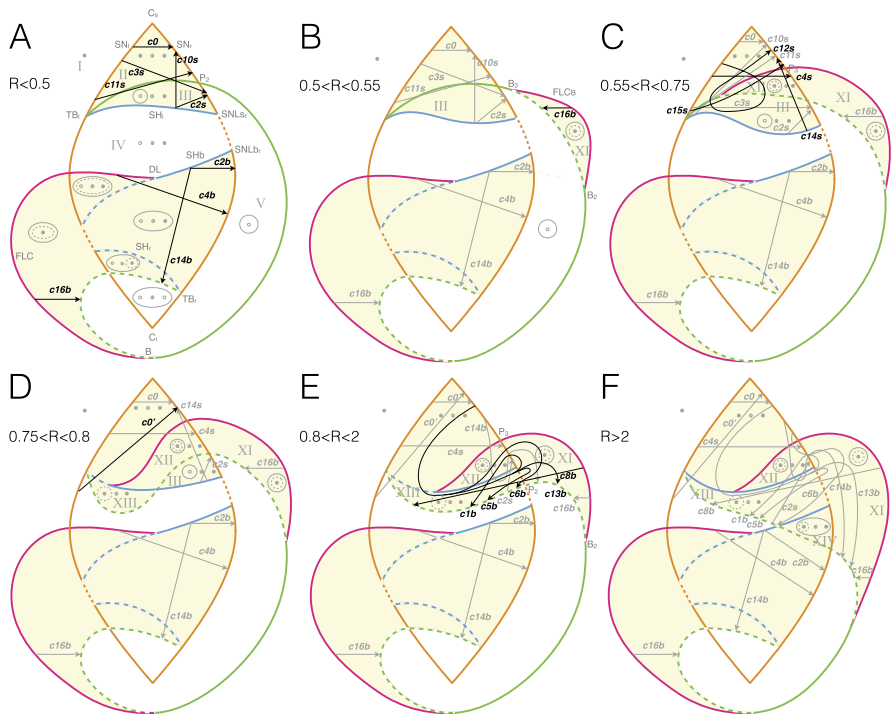 A
R<0.5
Cs
SNl
c0
SNr
c10s
I
II
c3s
P2
c11s
III
c2s
TBl
SHl
SNLsr
IV
SHb
SNLbr
DL
c2b
c4b
V
FLC
SHr
c14b
c16b
TBr
Ci
B
B
0.5<R<0.55
c0
c10s
c3s
c11s
B3
FLCB
III
c2s
c16b
XI
c2b
B2
c4b
c14b
c16b
C
0.55<R<0.75
c0
c10s
c12s
c11s
P3
c4s
XII
XI
c15s
c3s
III
c16b
c2s
c14s
c2b
c4b
c14b
c16b
D
0.75<R<0.8
c0
c14s
c0'
c4s
XI
XII
c2s
c16b
III
XIII
c2b
c4b
c14b
c16b
E
0.8<R<2
c0
c0'
P3
c14s
c4s
XI
XII
c8b
XIII
c6b
P2
c13b
c2s
c16b
c1b
c5b
c2b
B2
c4b
c14b
c16b
F
R>2
c0
c0'
c14s
c4s
XII
c14b
c13b
XIII
c6b
XI
c8b
c2s
c1b
c5b
XIV
c4b
c2b
c16b
c14b
c16b